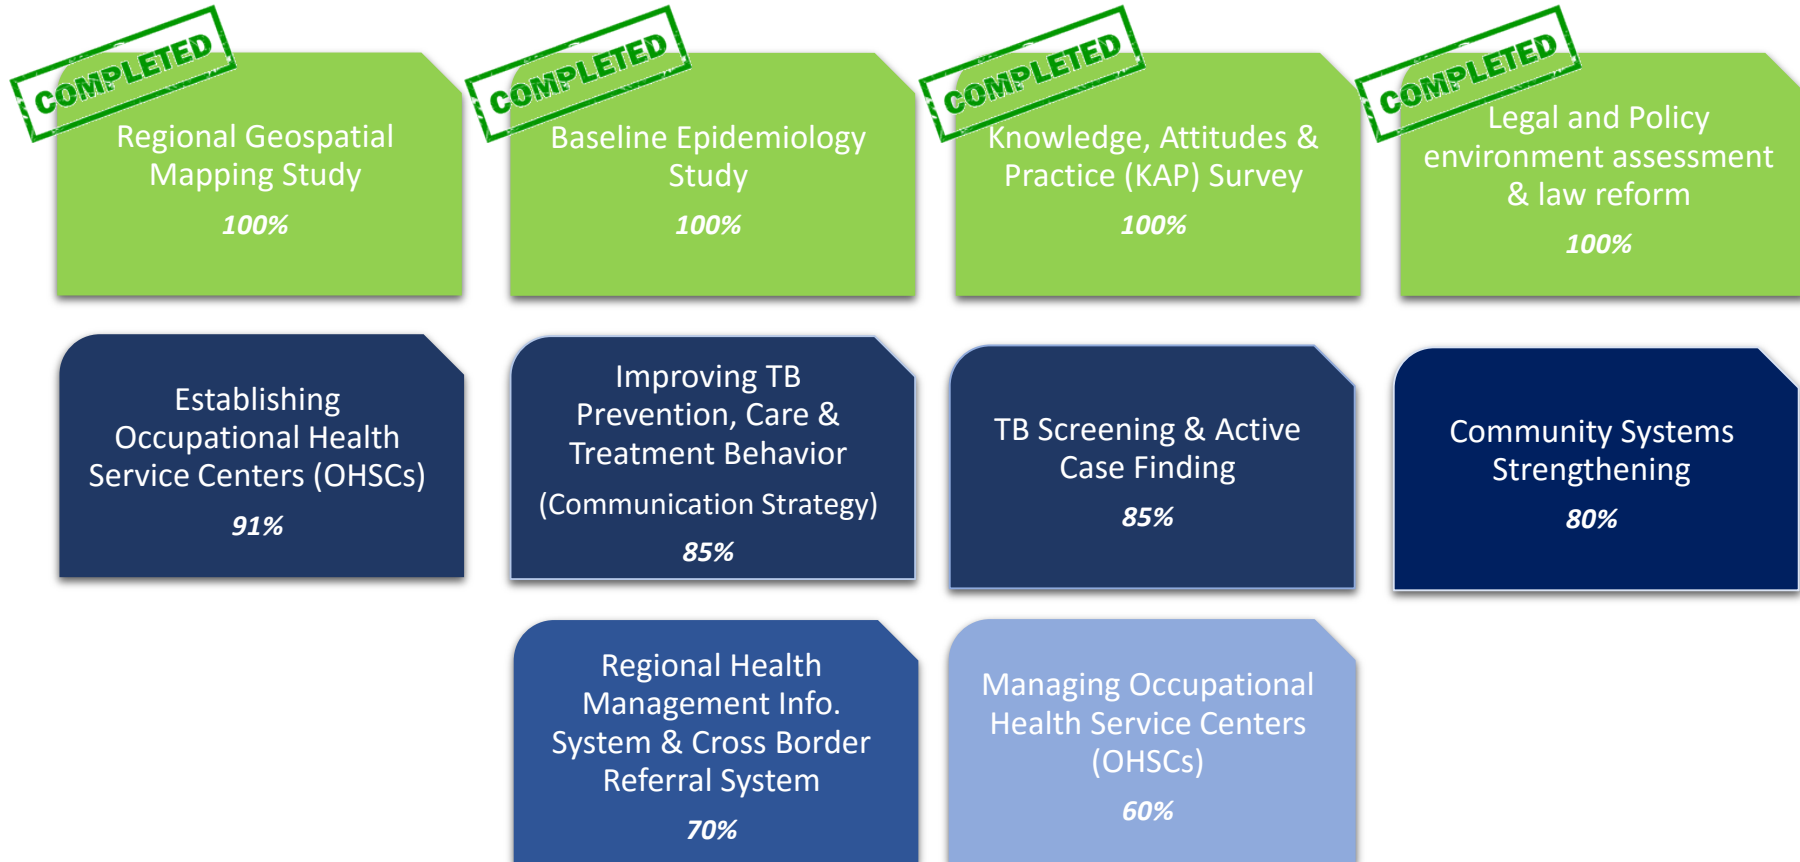 COMPLETED
Regional Geospatial
Mapping Study
100%
COMPLETED
Baseline Epidemiology
Study
100%
COMPLETED
Knowledge, Attitudes &
Practice (KAP) Survey
100%
COMPLETED
Legal and Policy
environment assessment
& law reform
100%
Establishing
Occupational Health
Service Centers (OHSCs)
91%
Improving TB
Prevention, Care &
Treatment Behavior
(Communication Strategy)
85%
TB Screening & Active
Case Finding
85%
Community Systems
Strengthening
80%
Regional Health
Management Info.
System & Cross Border
Referral System
70%
Managing Occupational
Health Service Centers
(OHSCs)
60%